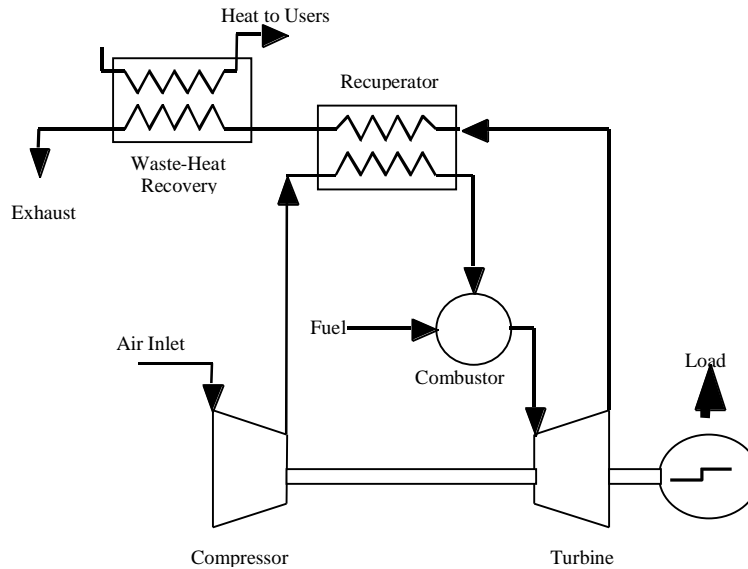 Heat to Users
Recuperator
Waste-Heat
Recovery
Exhaust
Fuel
Air Inlet
Load
Combustor
Compressor
Turbine